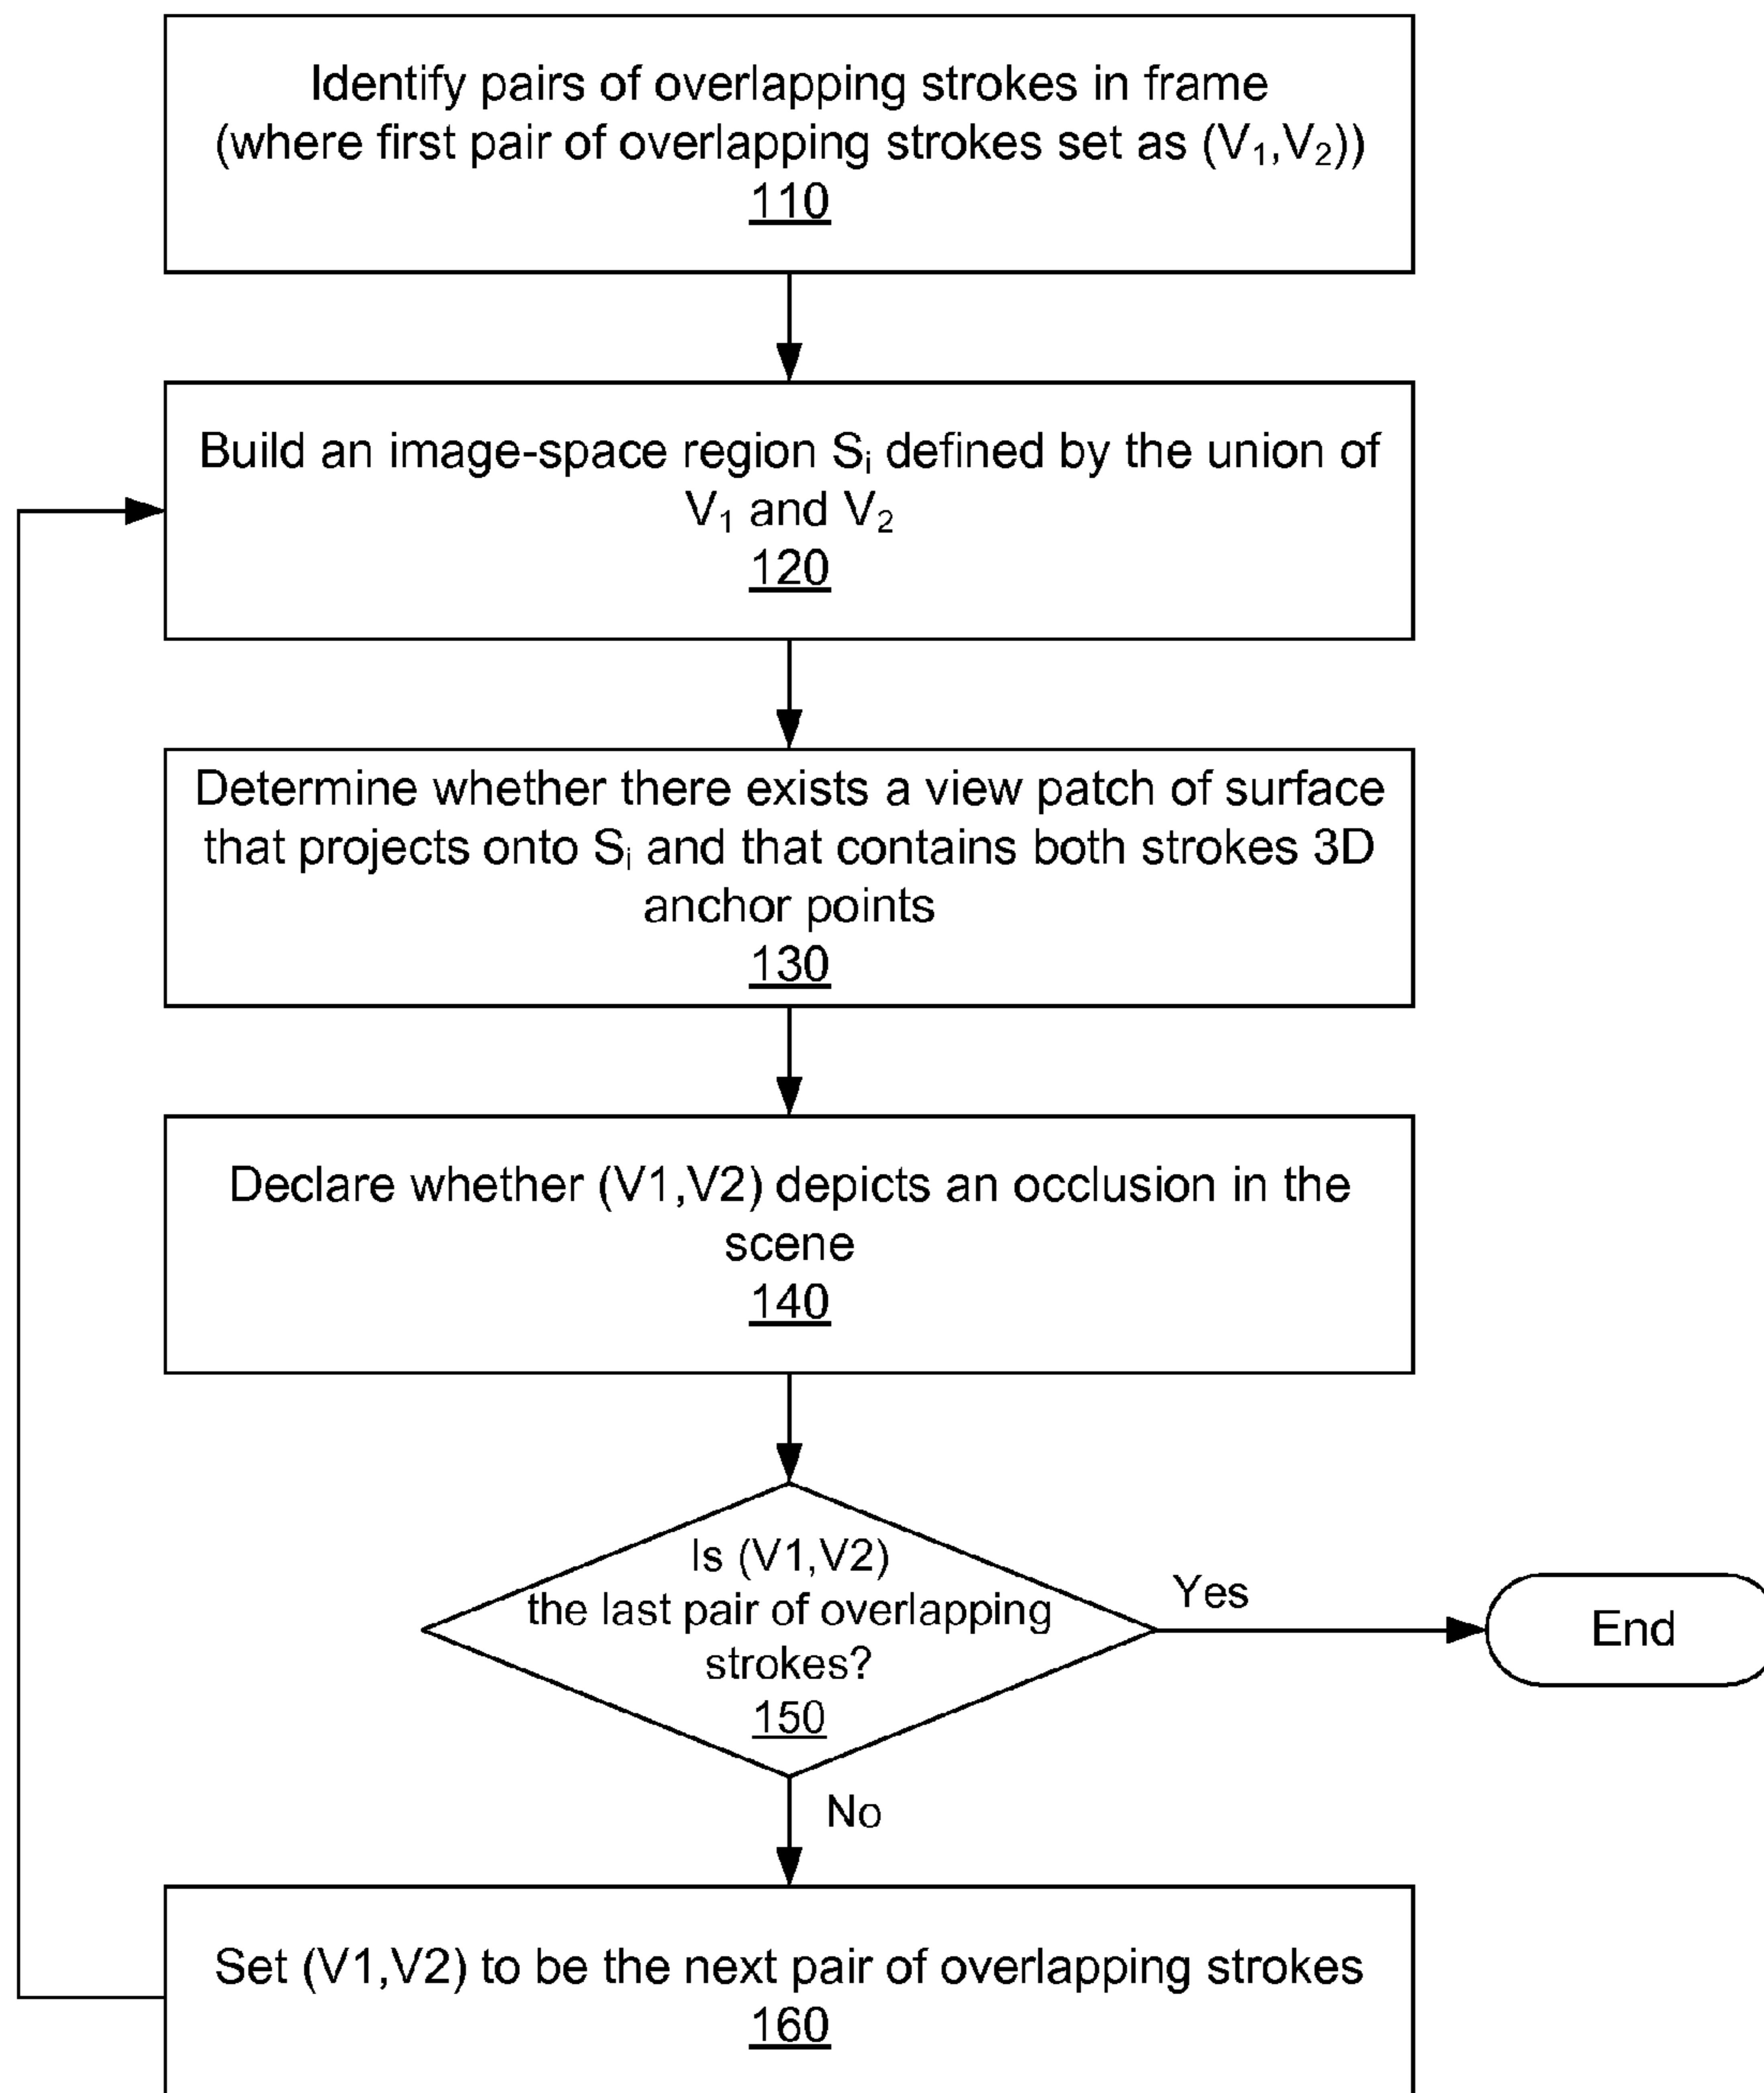 Identify pairs of overlapping strokes in frame
(where first pair of overlapping strokes set as (V₁,V₂))
110
Build an image-space region Sᵢ defined by the union of
V₁ and V₂
120
Determine whether there exists a view patch of surface
that projects onto Sᵢ and that contains both strokes 3D
anchor points
130
Declare whether (V1,V2) depicts an occlusion in the
scene
140
Is (V1,V2)
the last pair of overlapping
strokes?
150
Yes
End
No
Set (V1,V2) to be the next pair of overlapping strokes
160